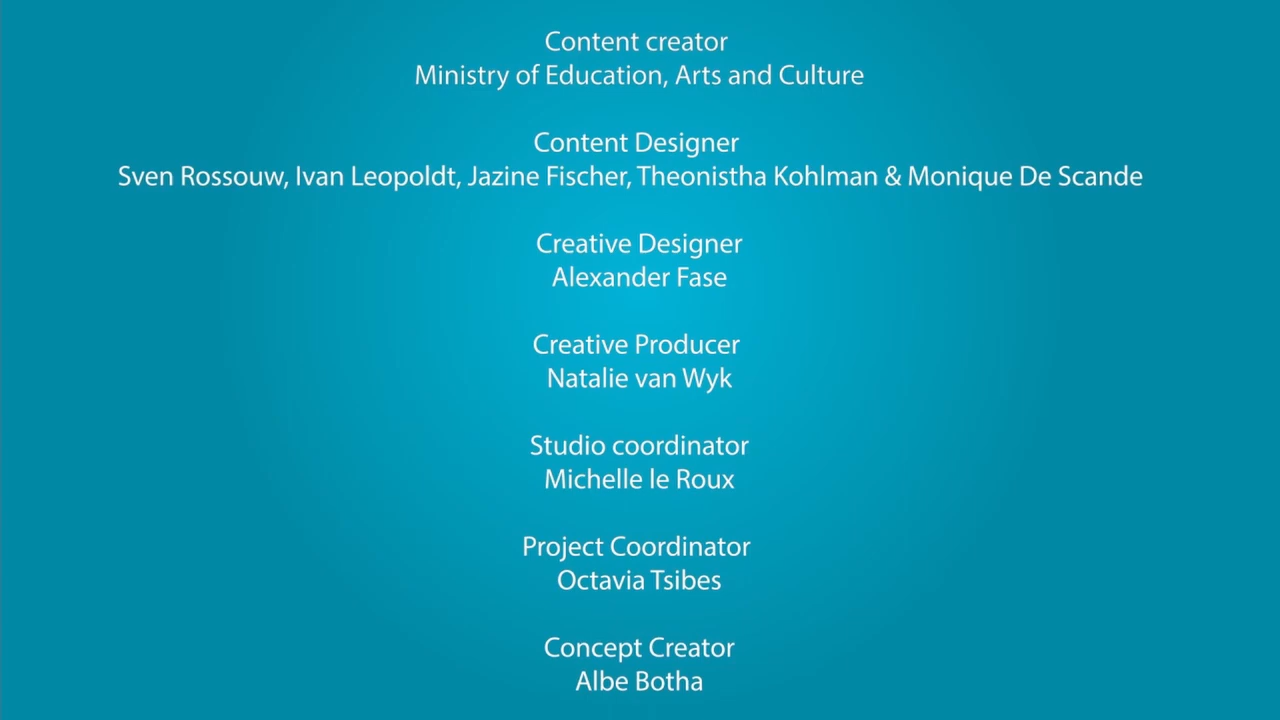 Content creator
Ministry of Education, Arts and Culture
Content Designer
Sven Rossouw, Ivan Leopoldt, Jazine Fischer, Theonistha Kohlman & Monique De Scande
Creative Designer
Alexander Fase
Creative Producer
Natalie van Wyk
Studio coordinator
Michelle le Roux
Project Coordinator
Octavia Tsibes
Concept Creator
Albe Botha